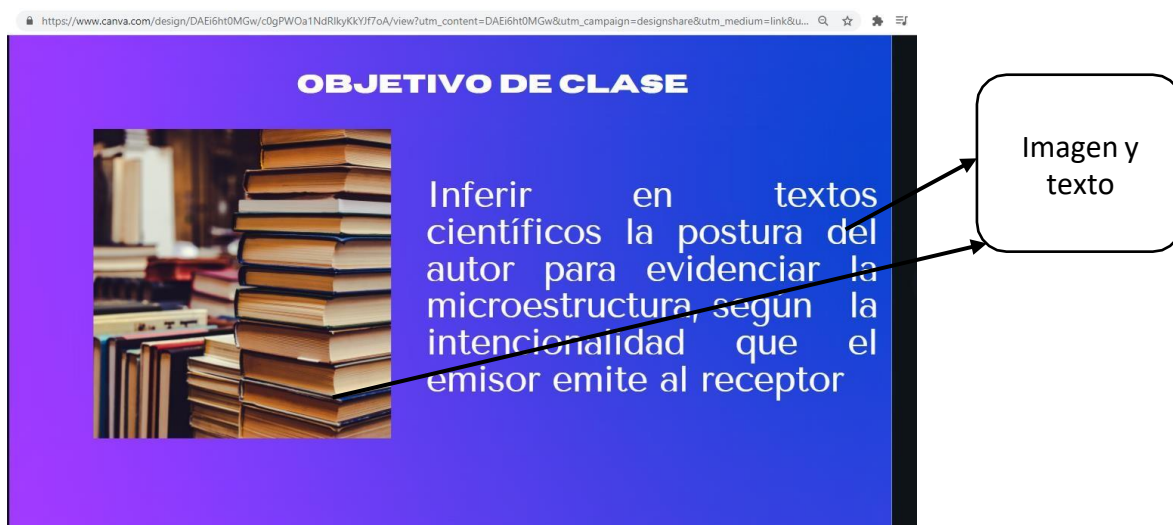 https://www.canva.com/design/DAEi6ht0MGw/c0gPWOa1NdRlkyKkYJf7oA/view?utm_content=DAEi6ht0MGw&utm_campaign=designshare&utm_medium=link&u...
OBJETIVO DE CLASE
Inferir en textos
científicos la postura del
autor para evidenciar la
microestructura, según la
intencionalidad que el
emisor emite al receptor
Imagen y
texto